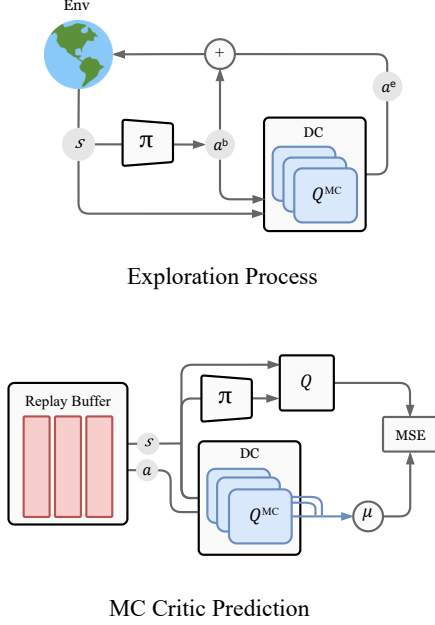 Env
+
a^e
s
π
a^b
DC
Q^MC
Exploration Process
Replay Buffer
s
a
π
Q
DC
Q^MC
μ
MSE
MC Critic Prediction